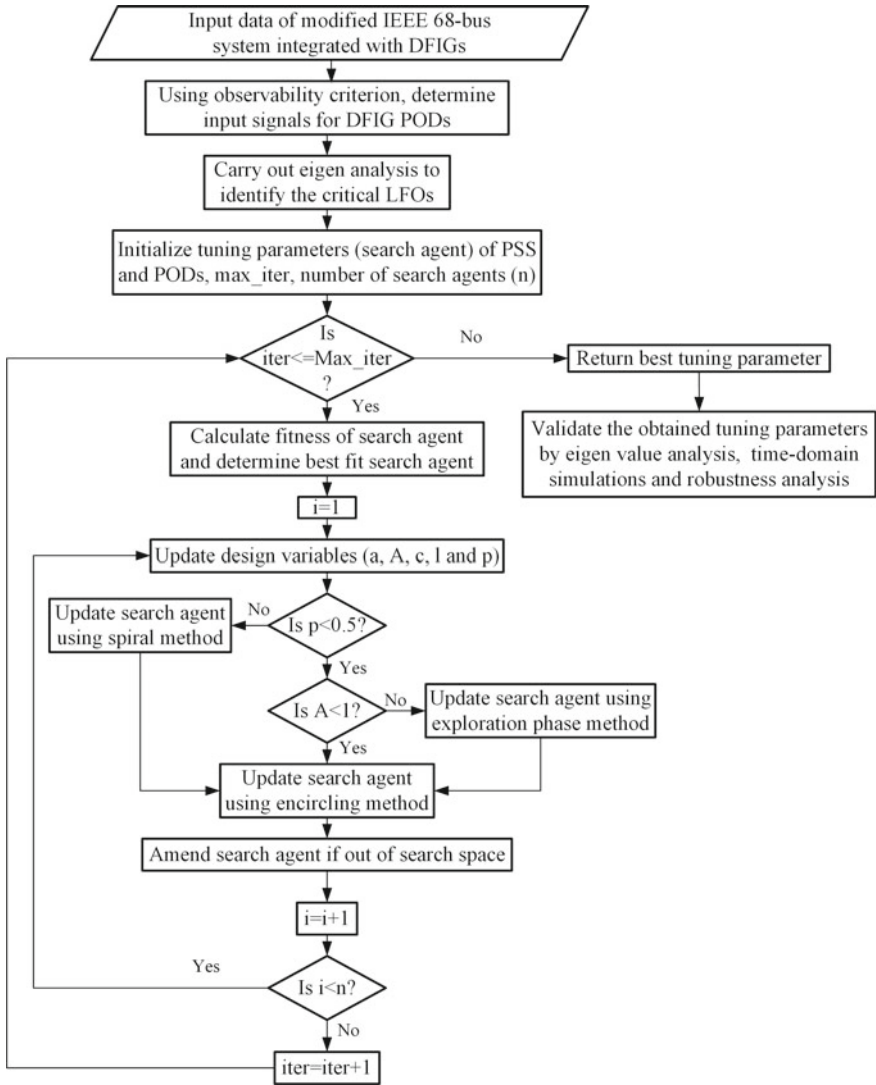 Input data of modified IEEE 68-bus
system integrated with DFIGs
Using observability criterion, determine
input signals for DFIG PODs
Carry out eigen analysis to
identify the critical LFOs
Initialize tuning parameters (search agent) of PSS
and PODs, max_iter, number of search agents (n)
Is
iter<=Max_iter
?
No
Return best tuning parameter
Yes
Validate the obtained tuning parameters
by eigen value analysis, time-domain
simulations and robustness analysis
Calculate fitness of search agent
and determine best fit search agent
i=1
Update design variables (a, A, c, l and p)
Update search agent
using spiral method
No
Is p<0.5?
Yes
Is A<1?
No
Update search agent using
exploration phase method
Yes
Update search agent
using encircling method
Amend search agent if out of search space
i=i+1
Yes
Is i<n?
No
iter=iter+1